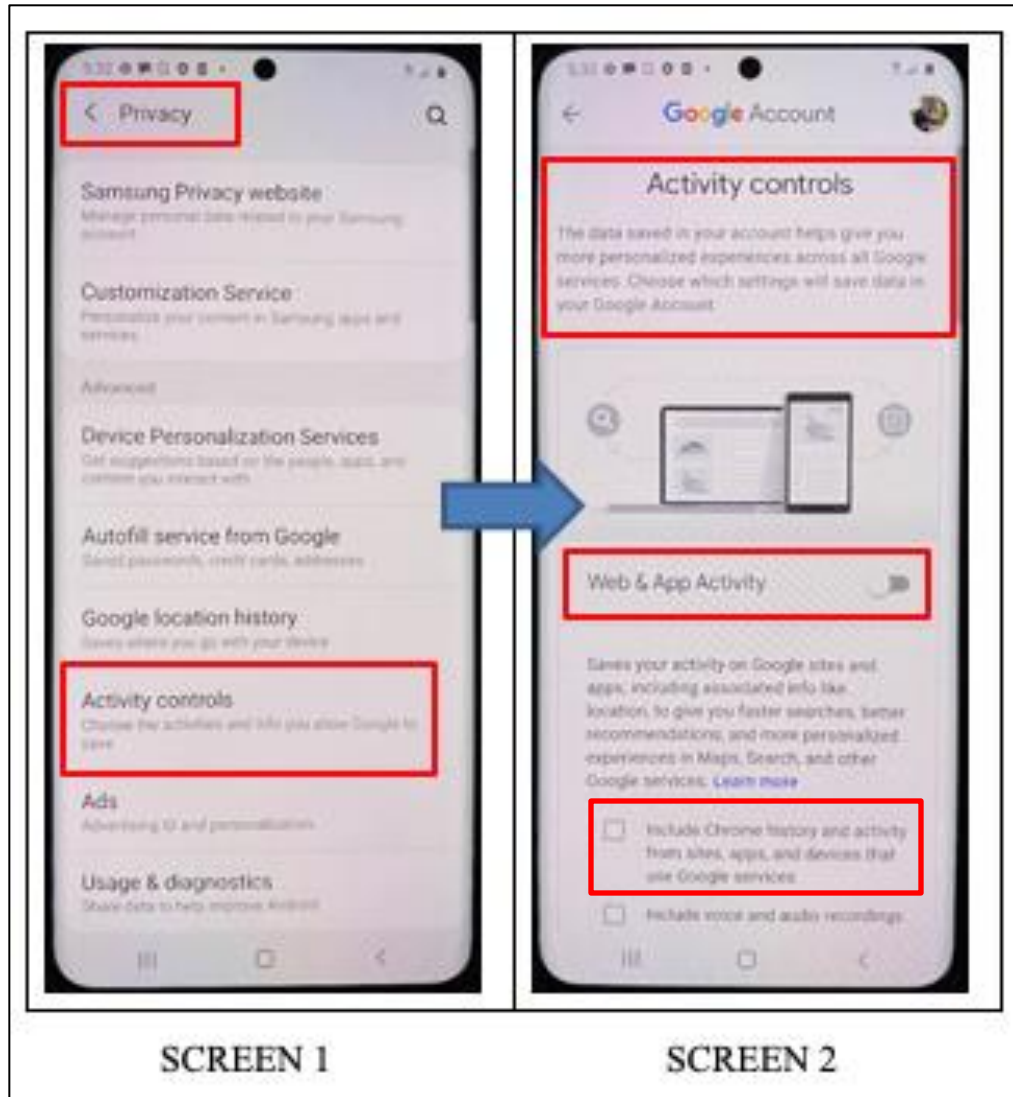 Privacy
Samsung Privacy website
Manage personal data related to your Samsung
account
Customization Service
Personalize your content in Samsung apps and
services
Advanced
Device Personalization Services
Get suggestions based on the people, apps, and
content you interact with
Autofill service from Google
Saved passwords, credit cards, addresses
Google location history
Saves where you go with your device
Activity controls
Choose the activities and info you allow Google to
save
Ads
Advertising ID and personalization
Usage & diagnostics
Share data to help improve Android
SCREEN 1
Google Account
Activity controls
The data saved in your account helps give you
more personalized experiences across all Google
services. Choose which settings will save data in
your Google Account.
Web & App Activity
Saves your activity on Google sites and
apps, including associated info like
location, to give you faster searches, better
recommendations, and more personalized
experiences in Maps, Search, and other
Google services. Learn more
Include Chrome history and activity
from sites, apps, and devices that
use Google services
Include voice and audio recordings
SCREEN 2